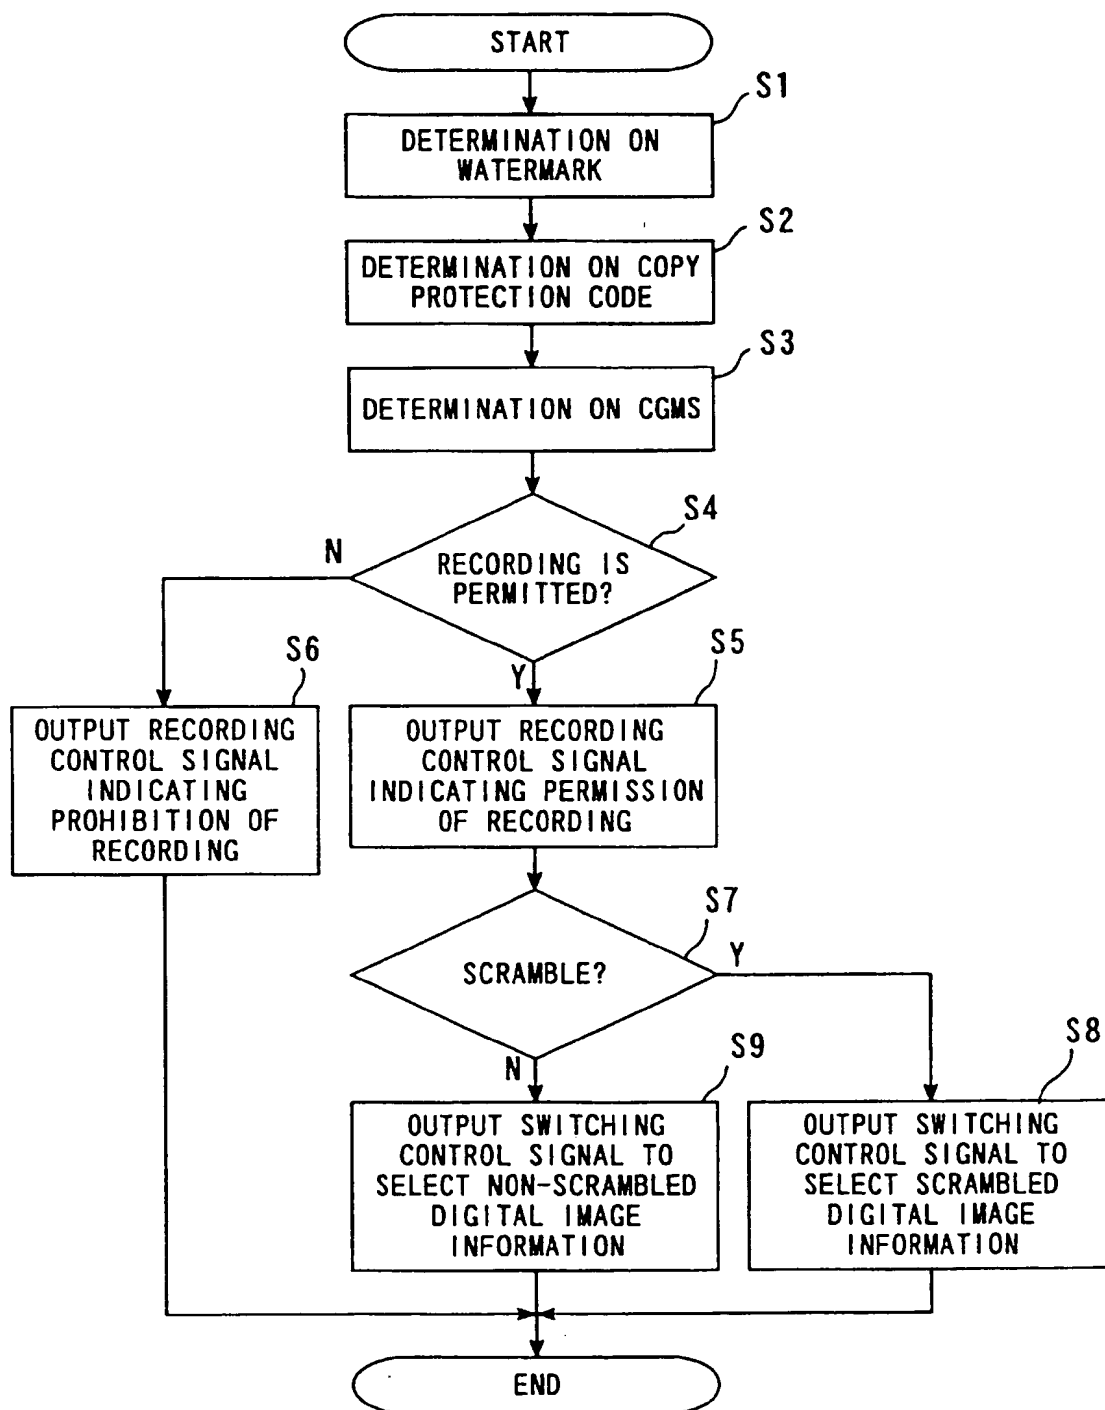 START
S1
DETERMINATION ON
WATERMARK
S2
DETERMINATION ON COPY
PROTECTION CODE
S3
DETERMINATION ON CGMS
S4
N
RECORDING IS
PERMITTED?
S6
Y
S5
OUTPUT RECORDING
CONTROL SIGNAL
INDICATING
PROHIBITION OF
RECORDING
OUTPUT RECORDING
CONTROL SIGNAL
INDICATING PERMISSION
OF RECORDING
S7
Y
SCRAMBLE?
N
S9
S8
OUTPUT SWITCHING
CONTROL SIGNAL TO
SELECT NON-SCRAMBLED
DIGITAL IMAGE
INFORMATION
OUTPUT SWITCHING
CONTROL SIGNAL TO
SELECT SCRAMBLED
DIGITAL IMAGE
INFORMATION
END